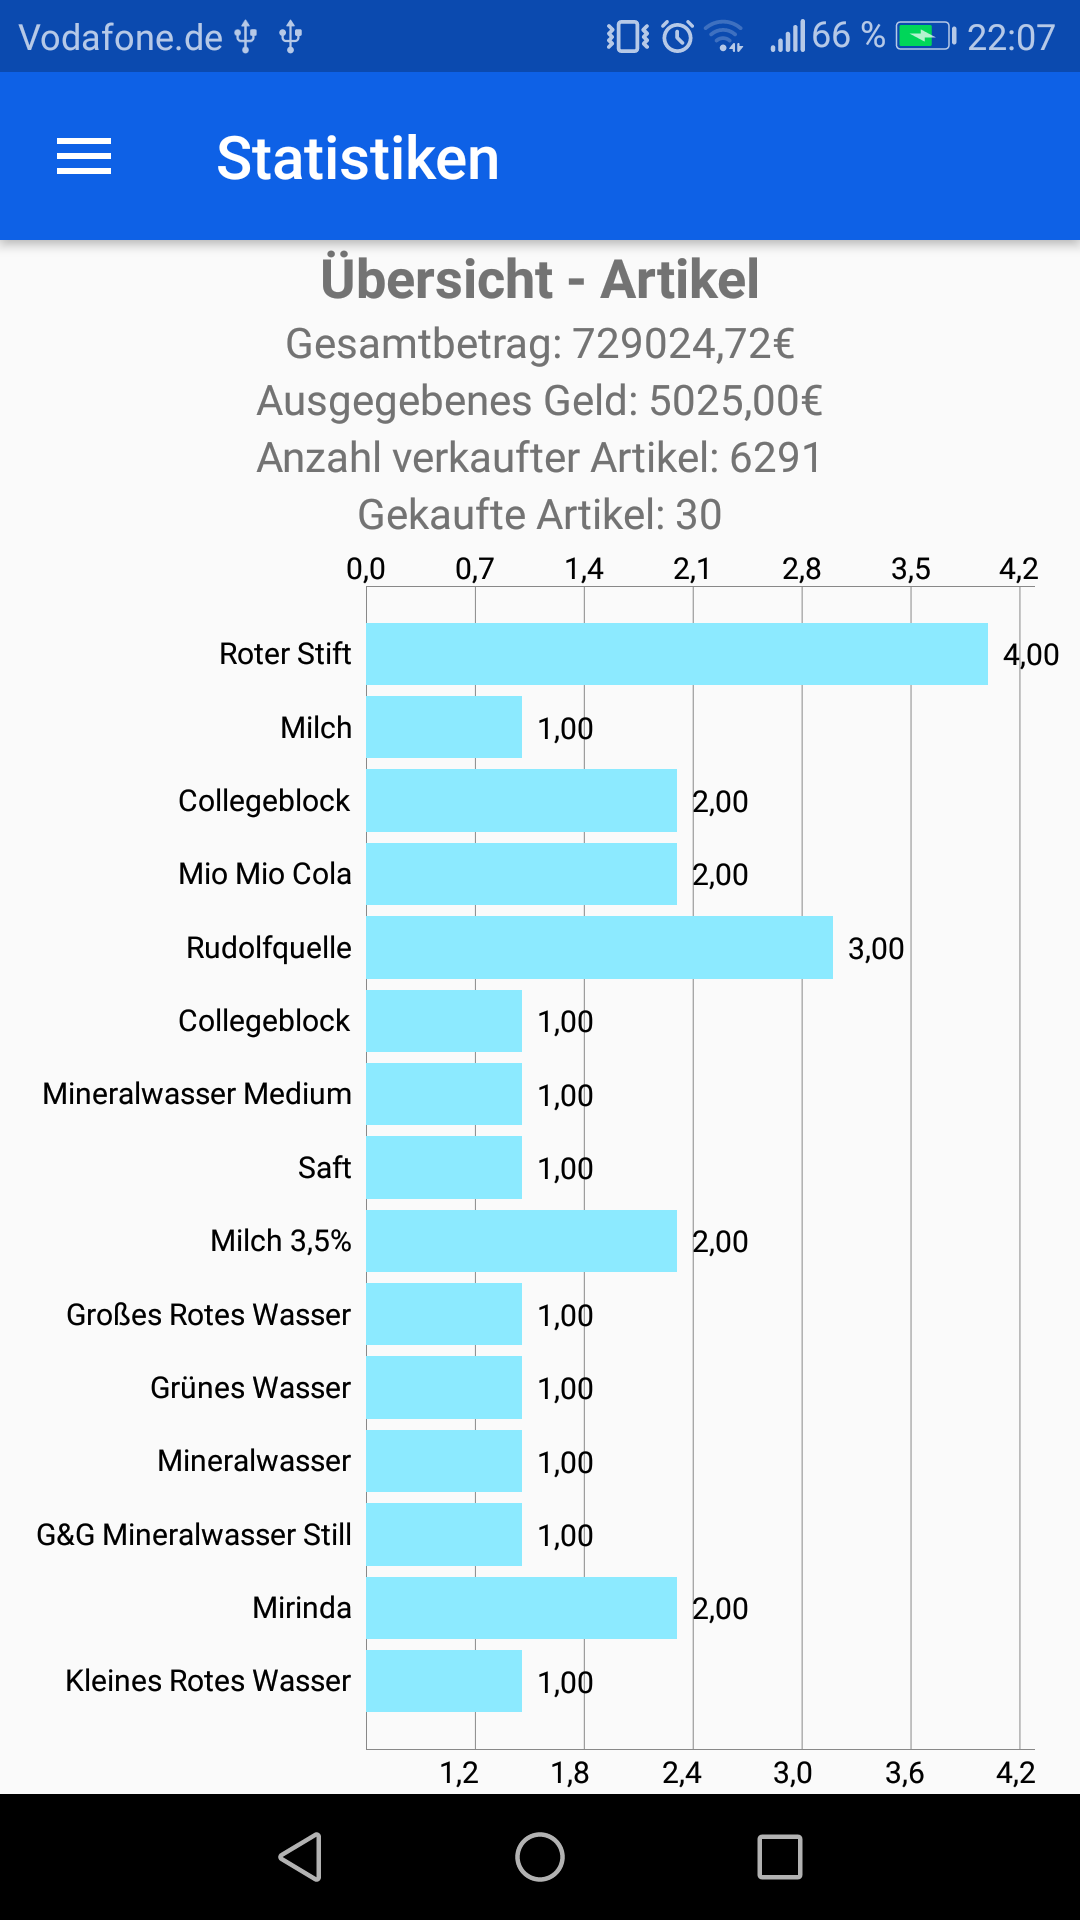 Vodafone.de 66 % 22:07
Statistiken
Übersicht - Artikel
Gesamtbetrag: 729024,72€
Ausgegebenes Geld: 5025,00€
Anzahl verkaufter Artikel: 6291
Gekaufte Artikel: 30
0,0 0,7 1,4 2,1 2,8 3,5 4,2
Roter Stift 4,00
Milch 1,00
Collegeblock 2,00
Mio Mio Cola 2,00
Rudolfquelle 3,00
Collegeblock 1,00
Mineralwasser Medium 1,00
Saft 1,00
Milch 3,5% 2,00
Großes Rotes Wasser 1,00
Grünes Wasser 1,00
Mineralwasser 1,00
G&G Mineralwasser Still 1,00
Mirinda 2,00
Kleines Rotes Wasser 1,00
1,2 1,8 2,4 3,0 3,6 4,2